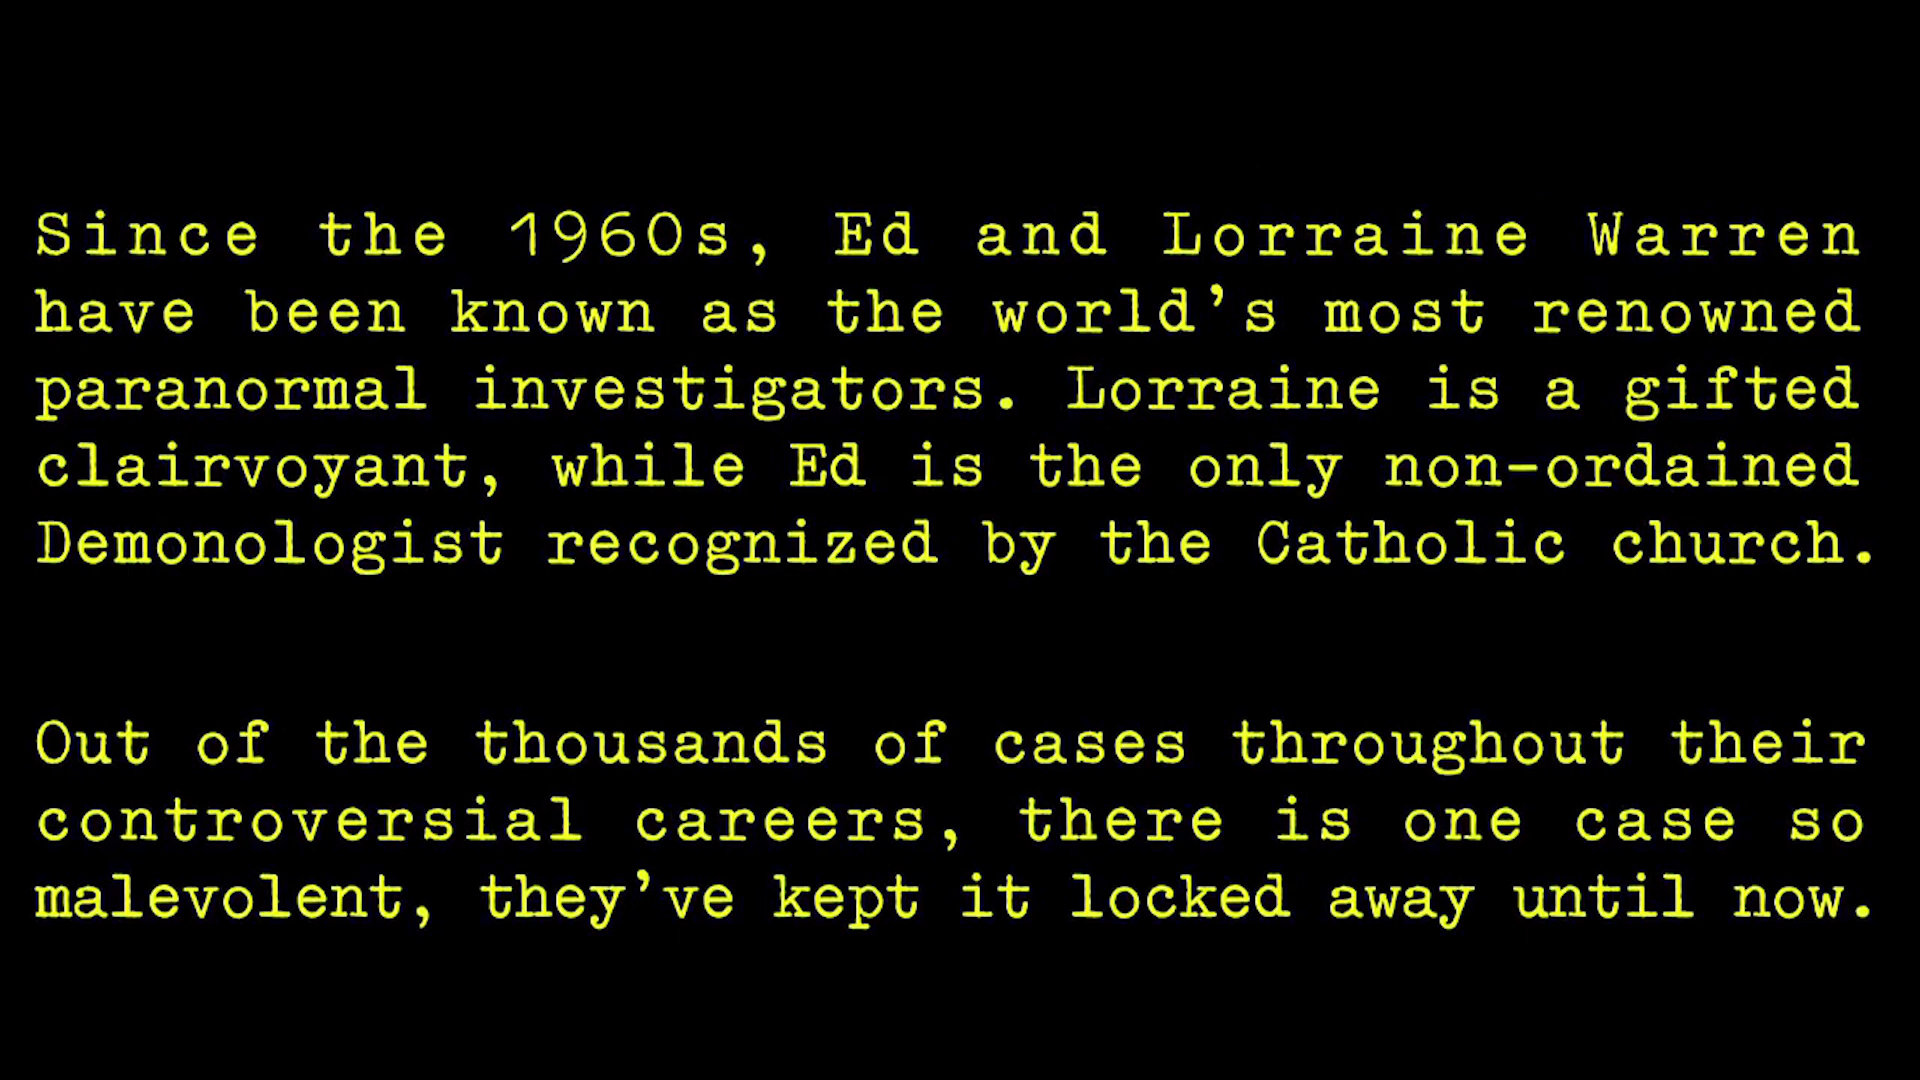 Since the 1960s, Ed and Lorraine Warren
have been known as the world’s most renowned
paranormal investigators. Lorraine is a gifted
clairvoyant, while Ed is the only non-ordained
Demonologist recognized by the Catholic church.
Out of the thousands of cases throughout their
controversial careers, there is one case so
malevolent, they’ve kept it locked away until now.